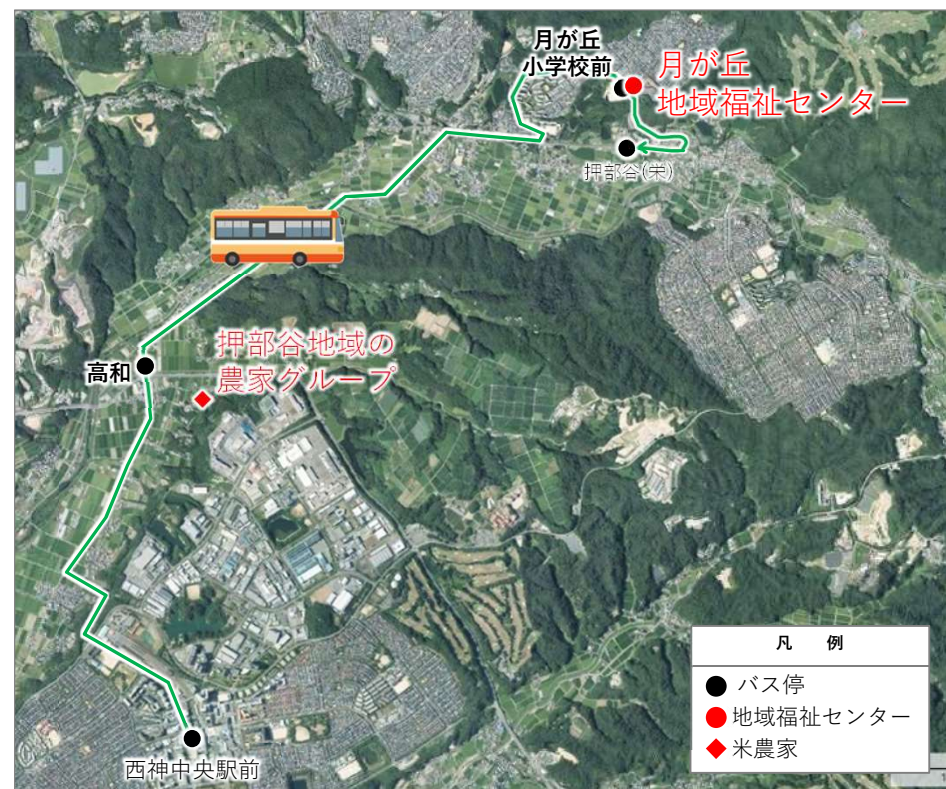 月が丘
小学校前
月が丘
地域福祉センター
押部谷(栄)
押部谷地域の
農家グループ
高和
西神中央駅前
凡　例
バス停
地域福祉センター
米農家